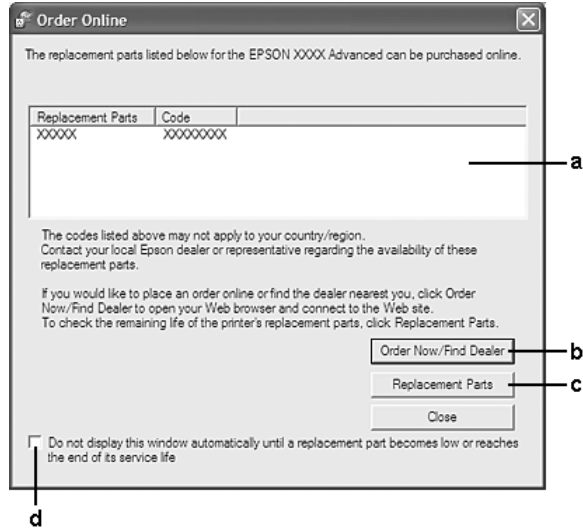 Order Online
The replacement parts listed below for the EPSON XXXX Advanced can be purchased online.
Replacement Parts Code
XXXXX XXXXXXXX
a
The codes listed above may not apply to your country/region.
Contact your local Epson dealer or representative regarding the availability of these
replacement parts.
If you would like to place an order online or find the dealer nearest you, click Order
Now/Find Dealer to open your Web browser and connect to the Web site.
To check the remaining life of the printer's replacement parts, click Replacement Parts.
Order Now/Find Dealer b
Replacement Parts c
Close
Do not display this window automatically until a replacement part becomes low or reaches
the end of its service life
d